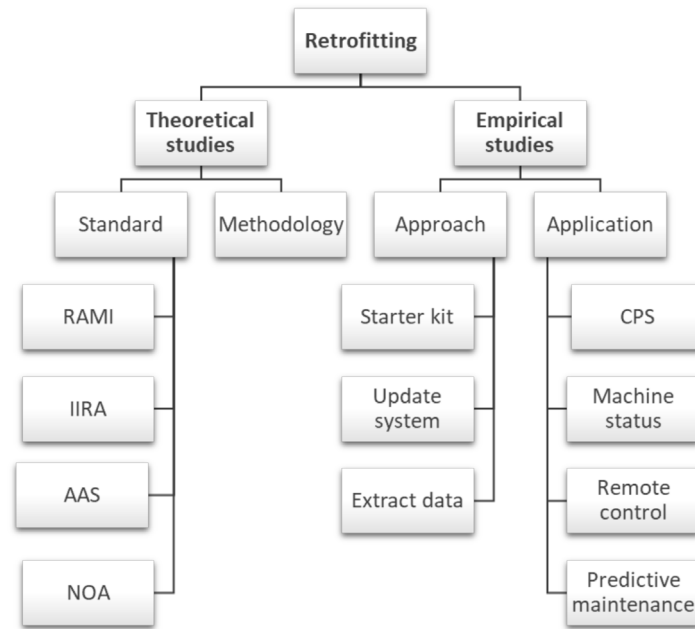 Retrofitting
Theoretical
studies
Empirical
studies
Standard
Methodology
Approach
Application
RAMI
Starter kit
CPS
IIRA
Update
system
Machine
status
AAS
Extract data
Remote
control
NOA
Predictive
maintenance